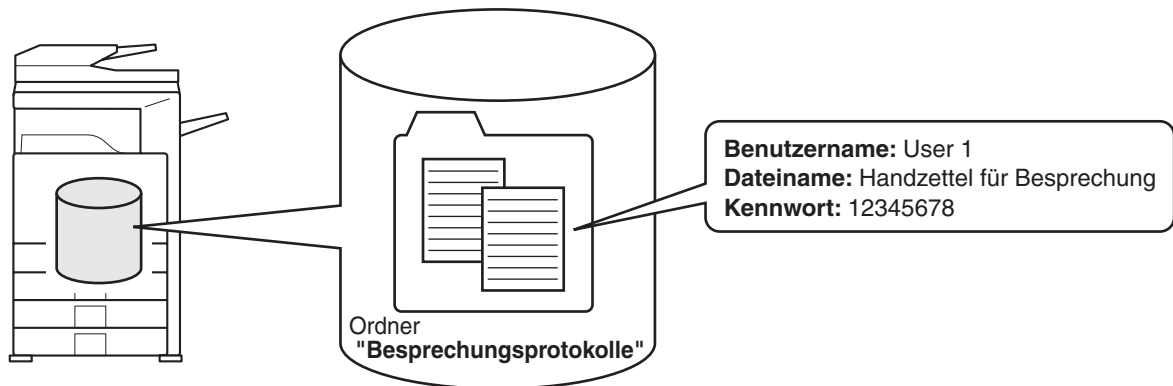 Benutzername: User 1
Dateiname: Handzettel für Besprechung
Kennwort: 12345678
Ordner
"Besprechungsprotokolle"